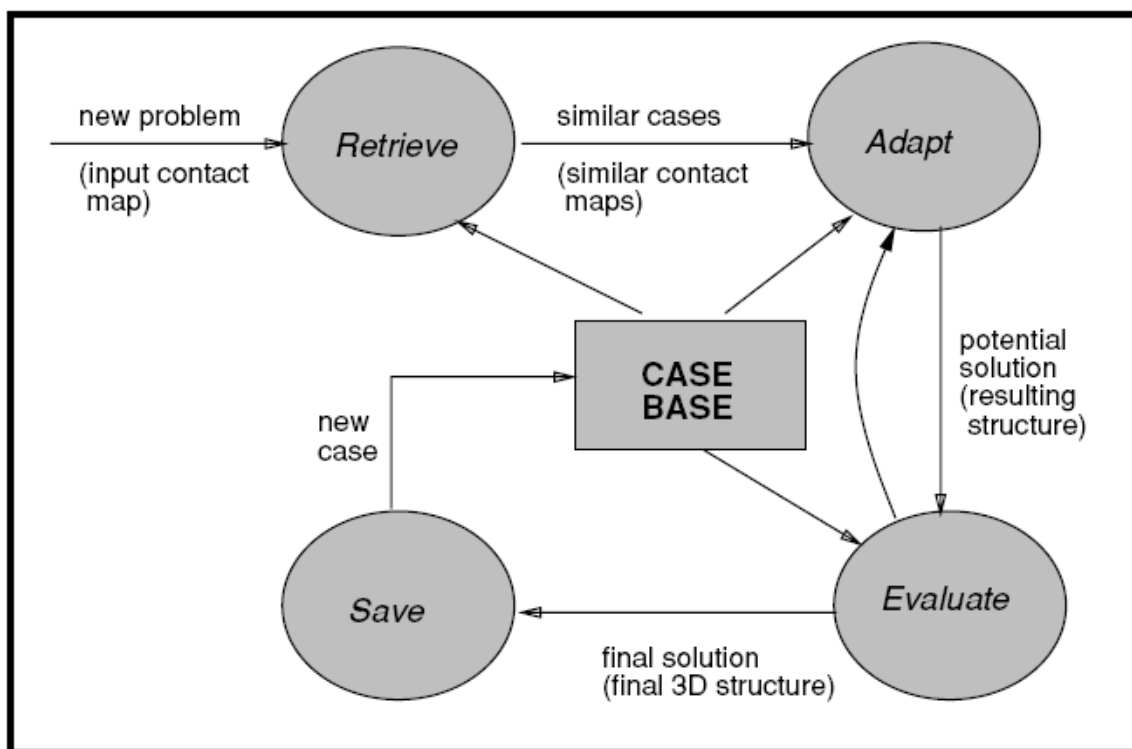 new problem
(input contact
map)
Retrieve
similar cases
(similar contact
maps)
Adapt
CASE
BASE
potential
solution
(resulting
structure)
new
case
Save
final solution
(final 3D structure)
Evaluate